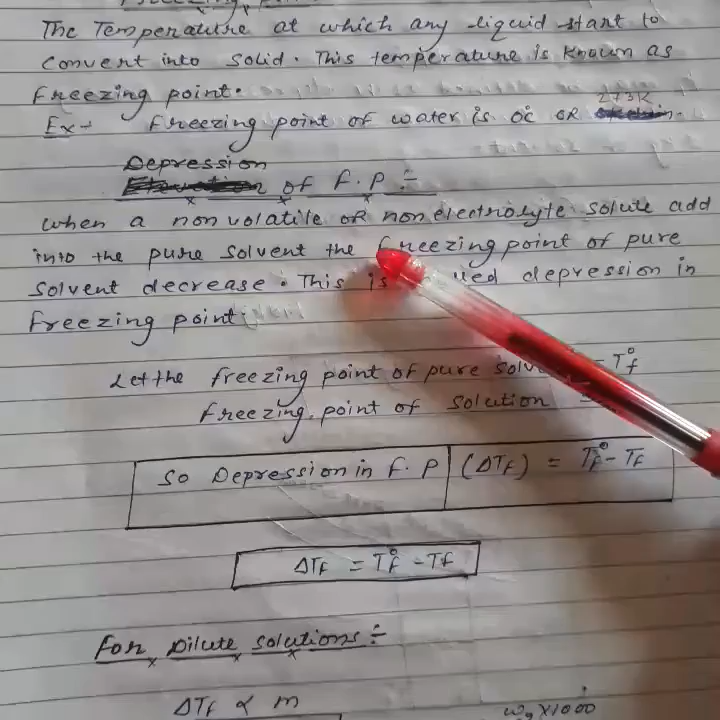 The Temperature at which any liquid start to
convert into solid. This temperature is known as
freezing point.
Ex→ Freezing point of water is 0°C OR 273K
Depression
of F.P ÷
when a non volatile OR non electrolyte solute add
into the pure solvent the freezing point of pure
solvent decrease. This is depression in
freezing point
Let the freezing point of pure = T°f
freezing point of solution =
So Depression in F.P (ΔTf) = T°f - Tf
ΔTf = T°f - Tf
For Dilute solutions ÷
ΔTf ∝ m
×1000